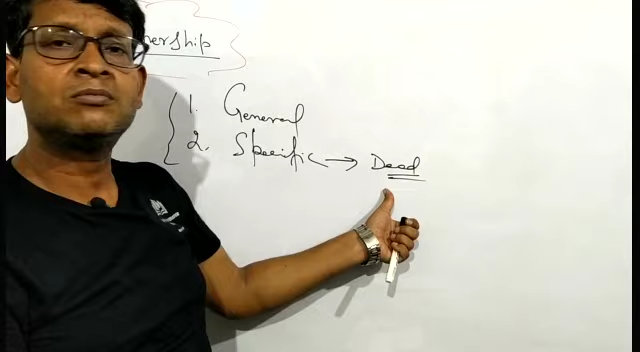 nership
1. General
2. Specific → Deed